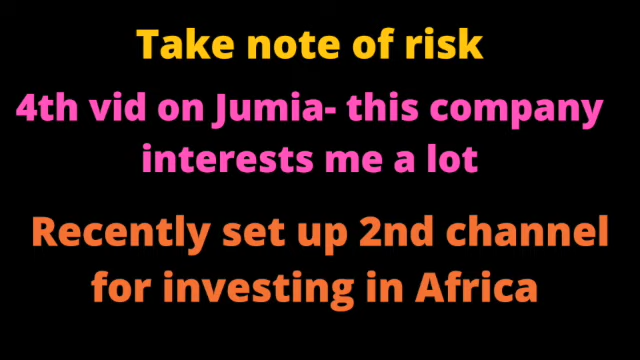 Take note of risk
4th vid on Jumia- this company
interests me a lot
Recently set up 2nd channel
for investing in Africa